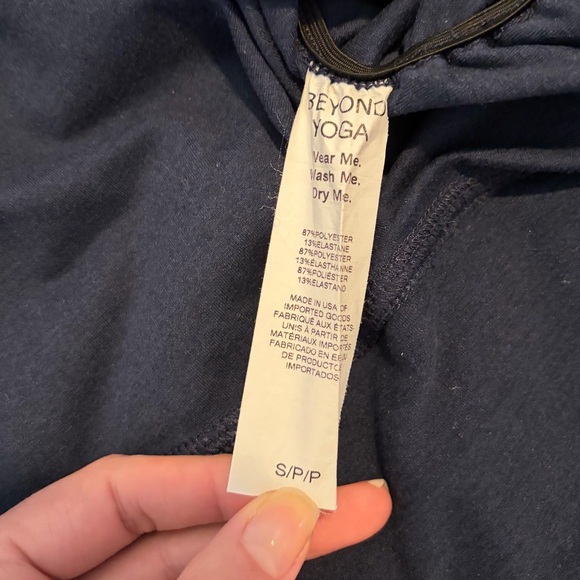 BEYOND
YOGA
Wear Me.
Wash Me.
Dry Me.
87%POLYESTER
13%ELASTANE
87%POLYESTER
13%ÉLASTHANNE
87%POLIÉSTER
13%ELASTANO
MADE IN USA OF
IMPORTED GOODS
FABRIQUÉ AUX ÉTATS-
UNIS À PARTIR DE
MATÉRIAUX IMPORTÉS
FABRICADO EN E.E.U.U
DE PRODUCTOS
IMPORTADOS
S/P/P